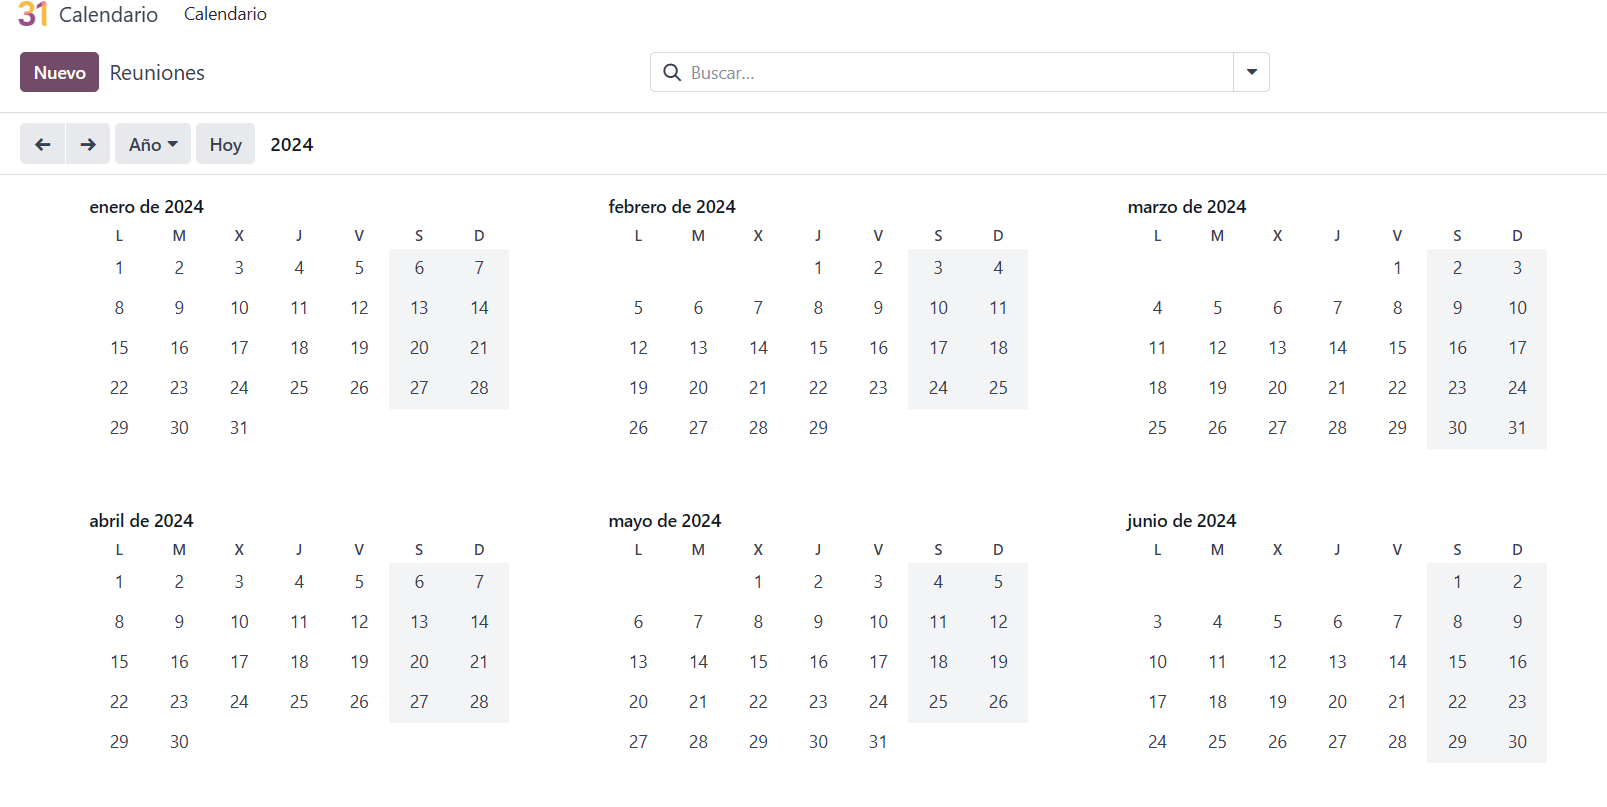 31 Calendario Calendario
Nuevo Reuniones Buscar...
Año Hoy 2024
enero de 2024 febrero de 2024 marzo de 2024
L M X J V S D L M X J V S D L M X J V S D
1 2 3 4 5 6 7 1 2 3 4 1 2 3
8 9 10 11 12 13 14 5 6 7 8 9 10 11 4 5 6 7 8 9 10
15 16 17 18 19 20 21 12 13 14 15 16 17 18 11 12 13 14 15 16 17
22 23 24 25 26 27 28 19 20 21 22 23 24 25 18 19 20 21 22 23 24
29 30 31 26 27 28 29 25 26 27 28 29 30 31
abril de 2024 mayo de 2024 junio de 2024
L M X J V S D L M X J V S D L M X J V S D
1 2 3 4 5 6 7 1 2 3 4 5 1 2
8 9 10 11 12 13 14 6 7 8 9 10 11 12 3 4 5 6 7 8 9
15 16 17 18 19 20 21 13 14 15 16 17 18 19 10 11 12 13 14 15 16
22 23 24 25 26 27 28 20 21 22 23 24 25 26 17 18 19 20 21 22 23
29 30 27 28 29 30 31 24 25 26 27 28 29 30